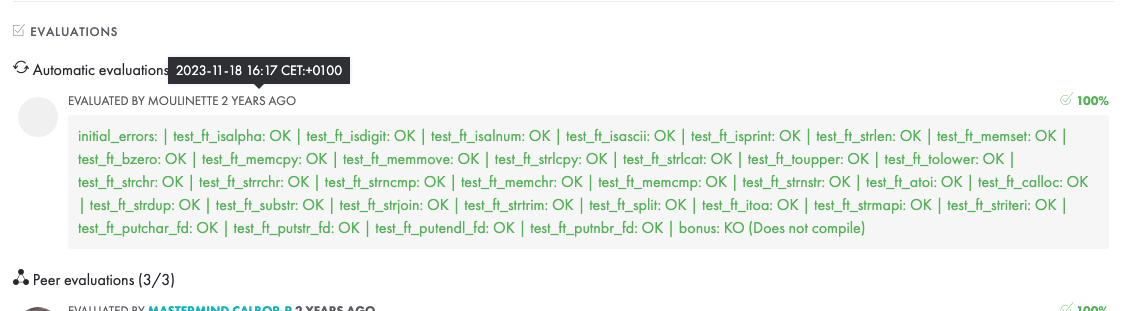 EVALUATIONS
Automatic evaluations
2023-11-18 16:17 CET:+0100
EVALUATED BY MOULINETTE 2 YEARS AGO
100%
initial_errors: | test_ft_isalpha: OK | test_ft_isdigit: OK | test_ft_isalnum: OK | test_ft_isascii: OK | test_ft_isprint: OK | test_ft_strlen: OK | test_ft_memset: OK |
test_ft_bzero: OK | test_ft_memcpy: OK | test_ft_memmove: OK | test_ft_strlcpy: OK | test_ft_strlcat: OK | test_ft_toupper: OK | test_ft_tolower: OK |
test_ft_strchr: OK | test_ft_strrchr: OK | test_ft_strncmp: OK | test_ft_memchr: OK | test_ft_memcmp: OK | test_ft_strnstr: OK | test_ft_atoi: OK | test_ft_calloc: OK
| test_ft_strdup: OK | test_ft_substr: OK | test_ft_strjoin: OK | test_ft_strtrim: OK | test_ft_split: OK | test_ft_itoa: OK | test_ft_strmapi: OK | test_ft_striteri: OK |
test_ft_putchar_fd: OK | test_ft_putstr_fd: OK | test_ft_putendl_fd: OK | test_ft_putnbr_fd: OK | bonus: KO (Does not compile)
Peer evaluations (3/3)
EVALUATED BY MASTERMIND 2 YEARS AGO
100%